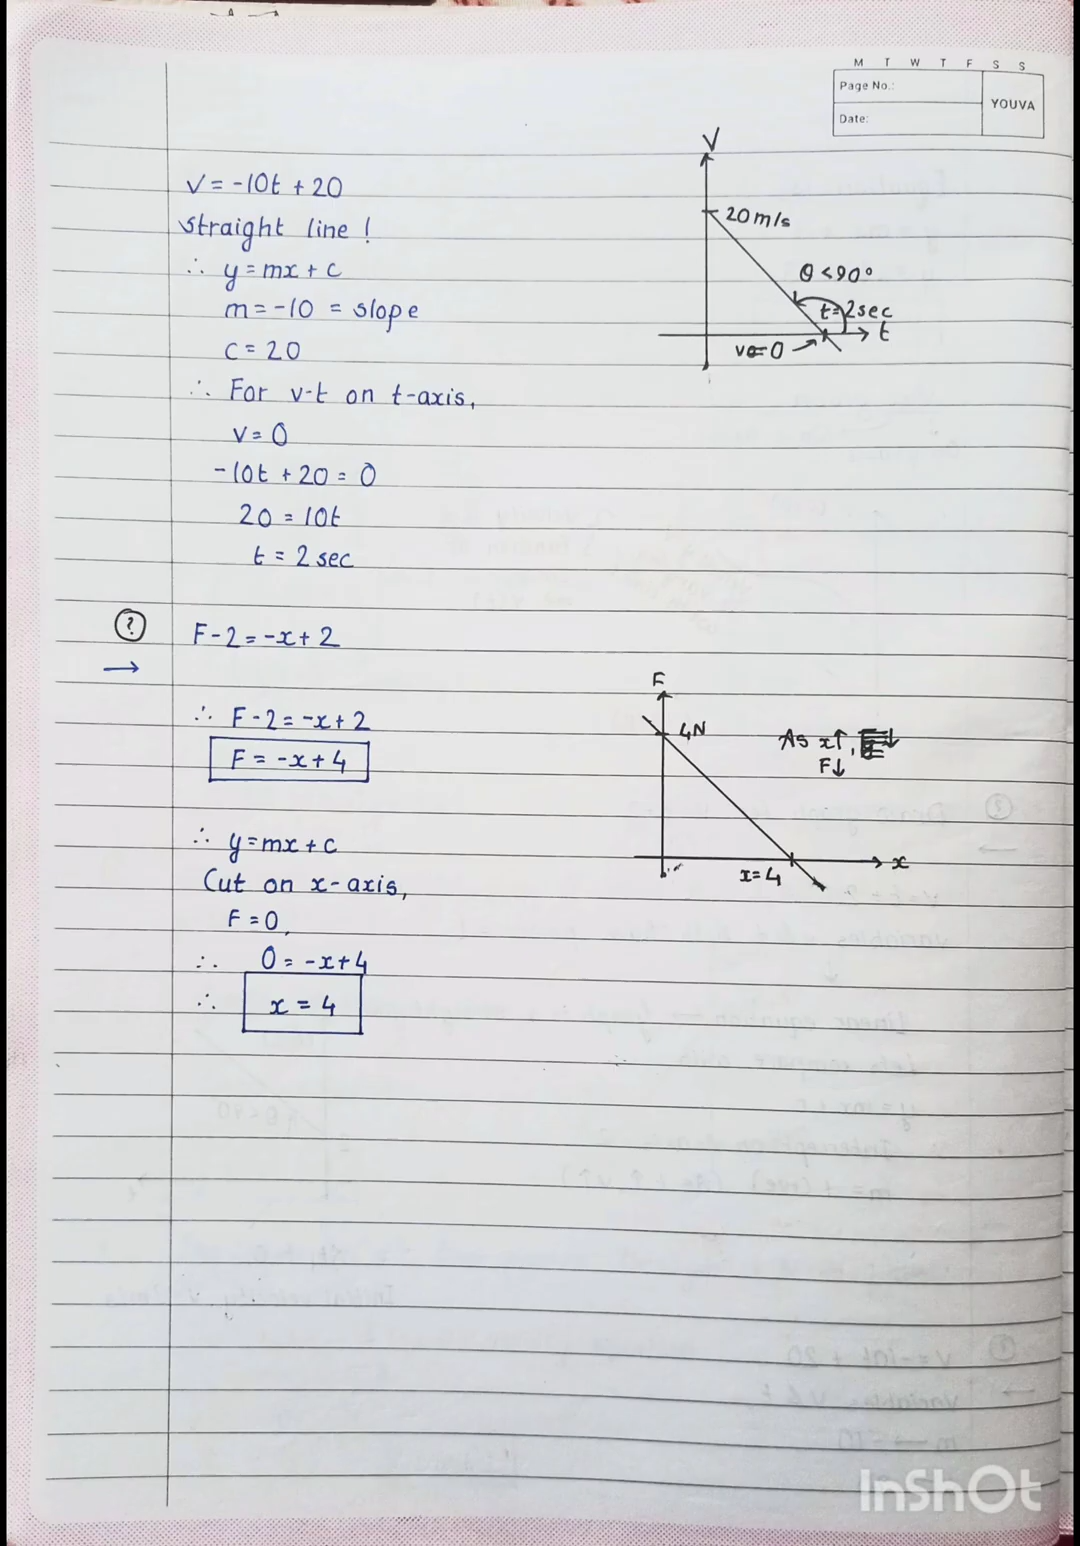 M T W T F S S
Page No.:
YOUVA
Date:
V = -10t + 20
straight line !
∴ y = mx + c
m = -10 = slope
c = 20
∴ For v-t on t-axis,
v = 0
-10t + 20 = 0
20 = 10t
t = 2 sec
V
20 m/s
θ < 90°
t = 2 sec
t
v = 0
?
F - 2 = -x + 2
→
∴ F - 2 = -x + 2
F = -x + 4
∴ y = mx + c
Cut on x-axis,
F = 0,
∴ 0 = -x + 4
∴ x = 4
F
4N
As x↑,
F↓
x
x = 4
InShOt